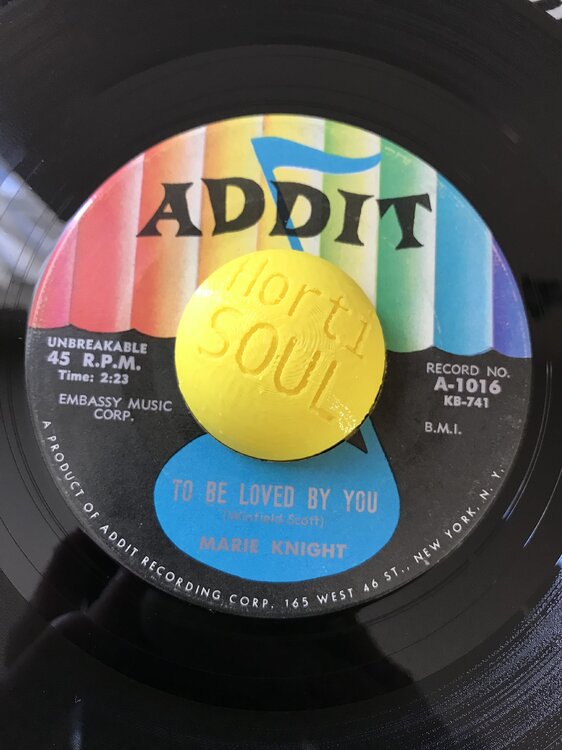 ADDIT
Horti
SOUL
UNBREAKABLE
45 R.P.M.
Time: 2:23
EMBASSY MUSIC
CORP.
RECORD NO.
A-1016
KB-741
B.M.I.
TO BE LOVED BY YOU
(Winfield Scott)
MARIE KNIGHT
A PRODUCT OF ADDIT RECORDING CORP. 165 WEST 46 ST., NEW YORK, N. Y.